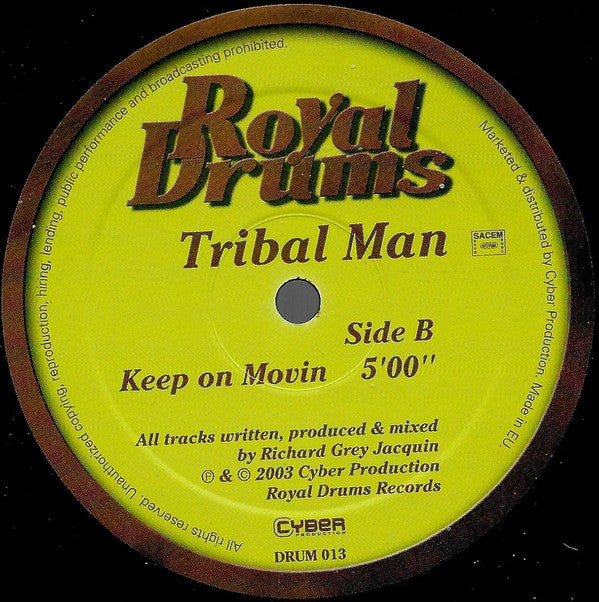 Royal
Drums
Tribal Man
SACEM
Side B
Keep on Movin 5'00"
All tracks written, produced & mixed
by Richard Grey Jacquin
℗ & © 2003 Cyber Production
Royal Drums Records
CYBER
PRODUCTION
DRUM 013
All rights reserved. Unauthorized copying, reproduction, hiring, lending, public performance and broadcasting prohibited.
Marketed & distributed by Cyber Production. Made in EU.